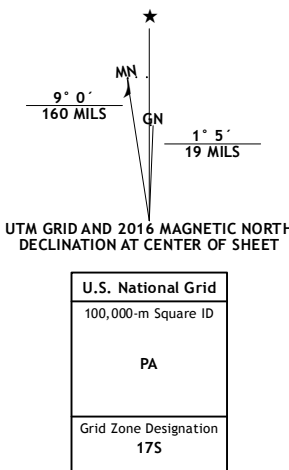 MN
GN
9° 0´
160 MILS
1° 5´
19 MILS
UTM GRID AND 2016 MAGNETIC NORTH
DECLINATION AT CENTER OF SHEET
U.S. National Grid
100,000-m Square ID
PA
Grid Zone Designation
17S